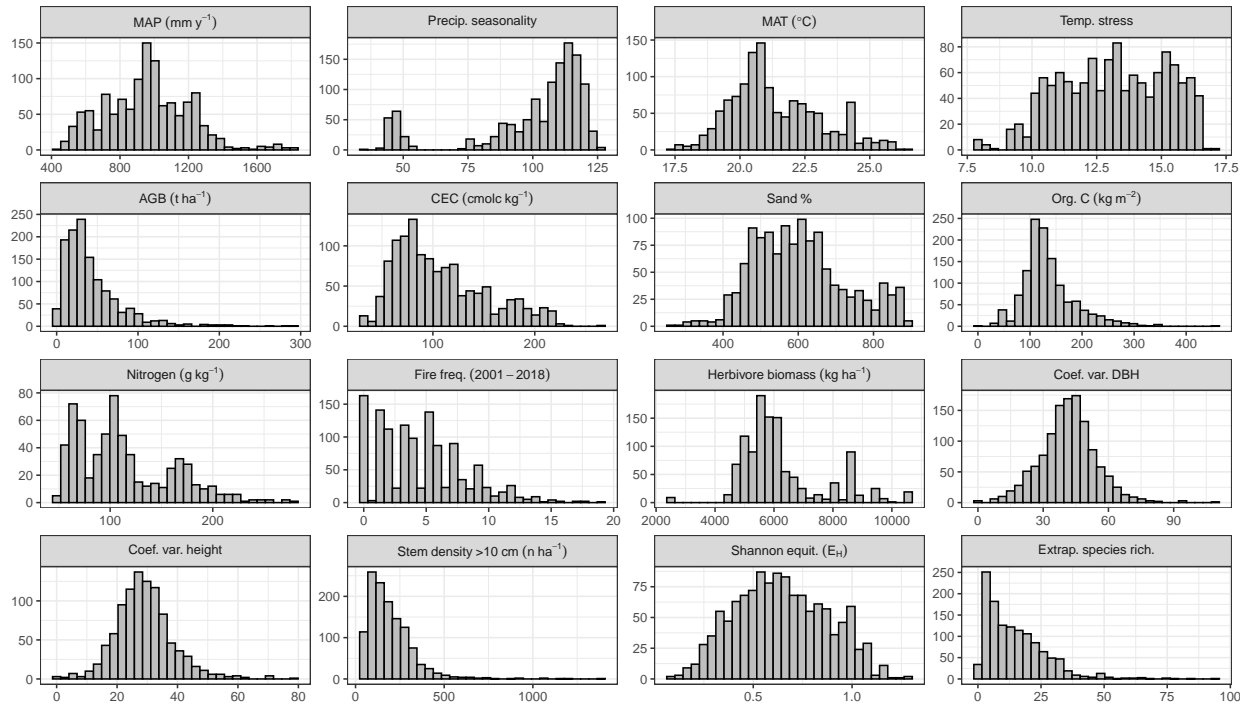 MAP (mm y⁻¹)
Precip. seasonality
MAT (°C)
Temp. stress
150
100
50
0
400 800 1200 1600
150
100
50
0
50 75 100 125
150
100
50
0
17.5 20.0 22.5 25.0
80
60
40
20
0
7.5 10.0 12.5 15.0 17.5
AGB (t ha⁻¹)
CEC (cmolc kg⁻¹)
Sand %
Org. C (kg m⁻²)
250
200
150
100
50
0
0 100 200 300
100
50
0
100 200
100
75
50
25
0
400 600 800
250
200
150
100
50
0
0 100 200 300 400
Nitrogen (g kg⁻¹)
Fire freq. (2001 – 2018)
Herbivore biomass (kg ha⁻¹)
Coef. var. DBH
80
60
40
20
0
100 200
150
100
50
0
0 5 10 15 20
200
150
100
50
0
2000 4000 6000 8000 10000
150
100
50
0
0 30 60 90
Coef. var. height
Stem density >10 cm (n ha⁻¹)
Shannon equit. (E_H)
Extrap. species rich.
100
50
0
0 20 40 60 80
200
100
0
0 500 1000
75
50
25
0
0.5 1.0
250
200
150
100
50
0
0 25 50 75 100